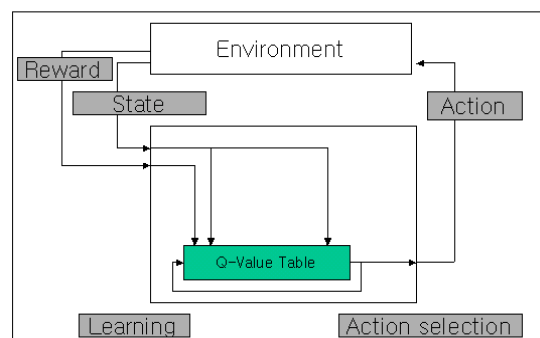 Environment
Reward
State
Action
Q-Value Table
Learning
Action selection